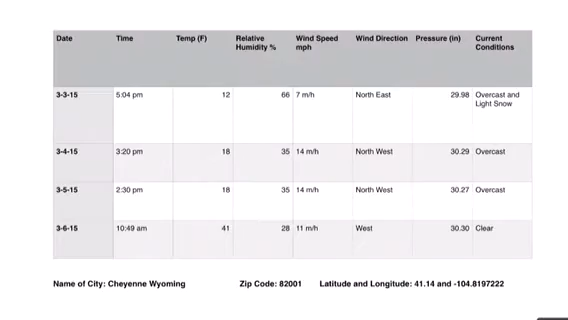 Date Time Temp (F) Relative Humidity % Wind Speed mph Wind Direction Pressure (in) Current Conditions
3-3-15 5:04 pm 12 66 7 m/h North East 29.98 Overcast and Light Snow
3-4-15 3:20 pm 18 35 14 m/h North West 30.29 Overcast
3-5-15 2:30 pm 18 35 14 m/h North West 30.27 Overcast
3-6-15 10:49 am 41 28 11 m/h West 30.30 Clear
Name of City: Cheyenne Wyoming Zip Code: 82001 Latitude and Longitude: 41.14 and -104.8197222